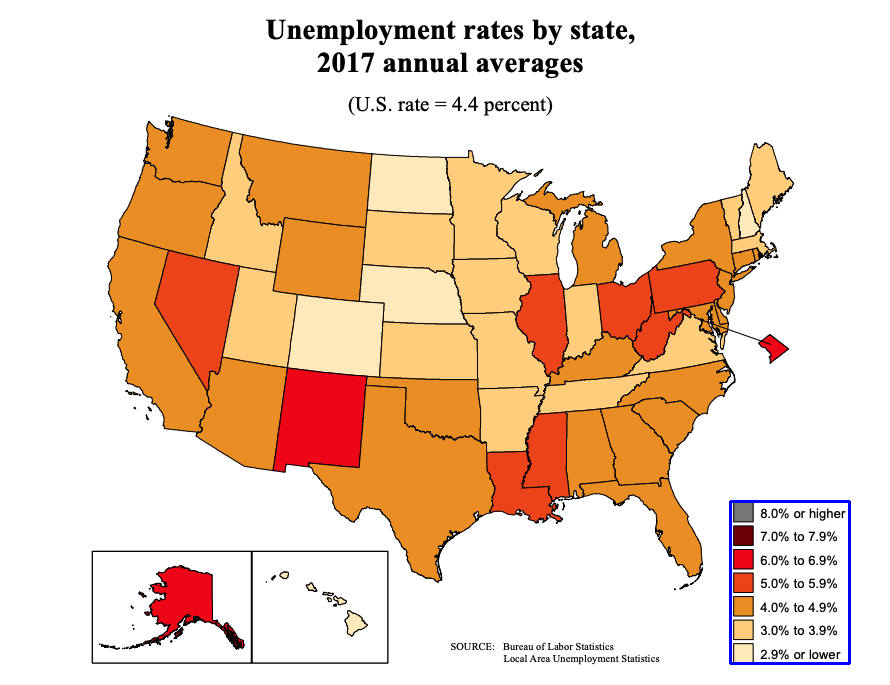 Unemployment rates by state,
2017 annual averages
(U.S. rate = 4.4 percent)
8.0% or higher
7.0% to 7.9%
6.0% to 6.9%
5.0% to 5.9%
4.0% to 4.9%
3.0% to 3.9%
2.9% or lower
SOURCE: Bureau of Labor Statistics
Local Area Unemployment Statistics